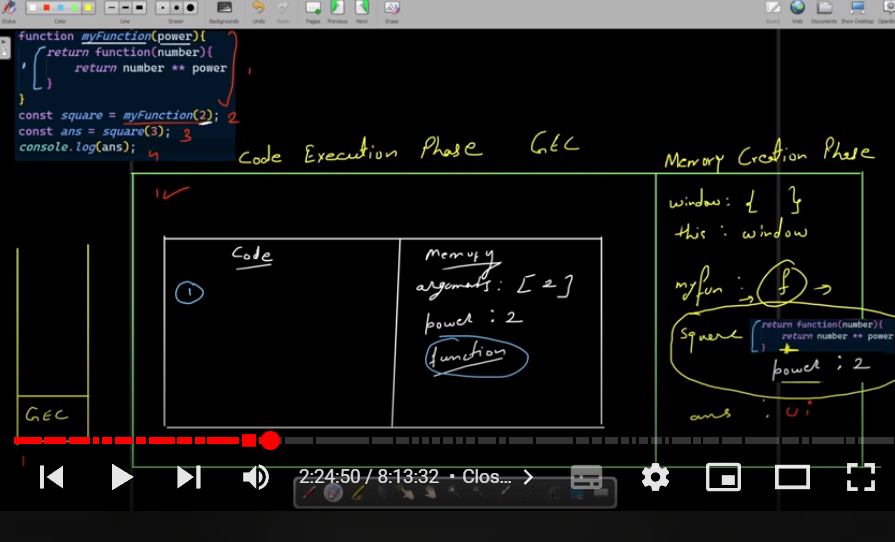 Stylus
Color
Line
Eraser
Backgrounds
Undo
Redo
Pages
Previous
Next
Erase
Board
Web
Documents
Show Desktop
function myFunction(power){
return function(number){
return number ** power
}
}
const square = myFunction(2); 2
const ans = square(3); 3
console.log(ans); 4
Code Execution Phase GEC
Memory Creation Phase
1
window: { }
this : window
Code
Memory
1
arguments: [2]
power : 2
function
myfun : f →
square
return function(number){
return number ** power
}
power : 2
ans : ui
GEC
1
2:24:50 / 8:13:32 • Clos... >